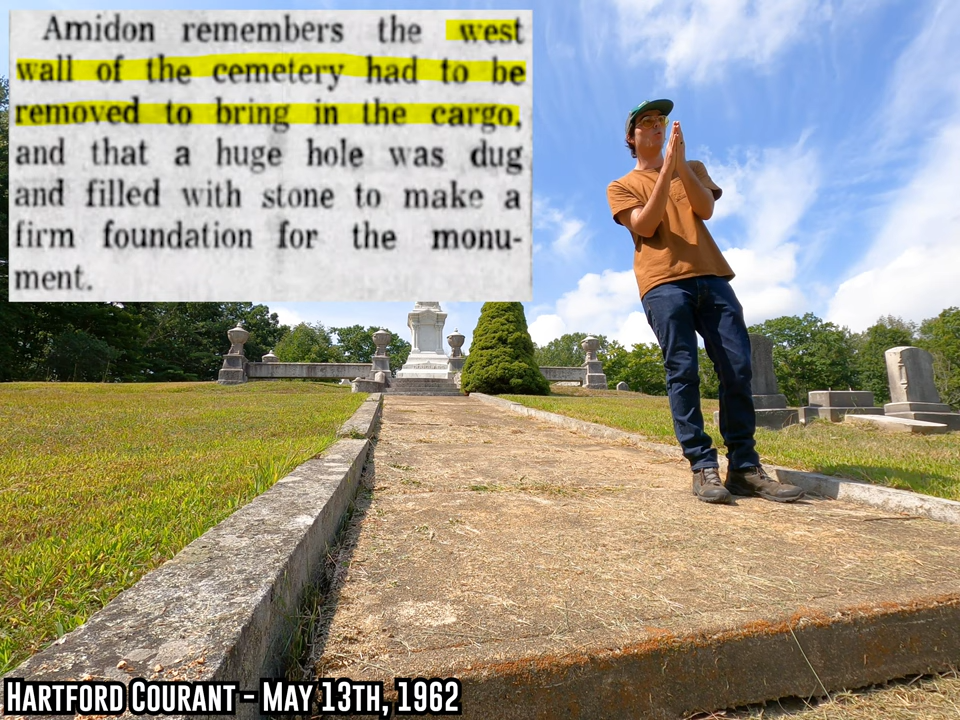 Amidon remembers the west
wall of the cemetery had to be
removed to bring in the cargo,
and that a huge hole was dug
and filled with stone to make a
firm foundation for the monu-
ment.
HARTFORD COURANT - MAY 13TH, 1962